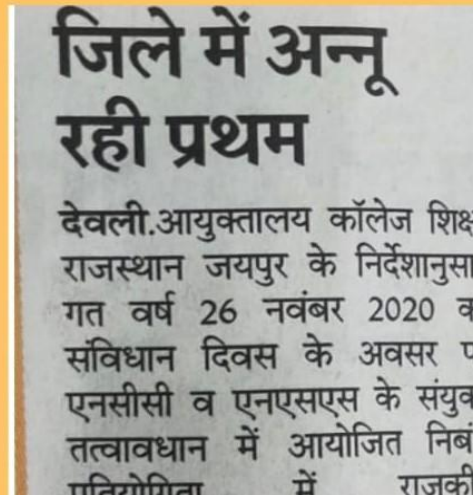 जिले में अन्नू
रही प्रथम
देवली.आयुक्तालय कॉलेज
राजस्थान जयपुर के
गत वर्ष 26 नवंबर 2020
संविधान दिवस के अवसर
एनसीसी व एनएसएस के
तत्वावधान में आयोजित
में